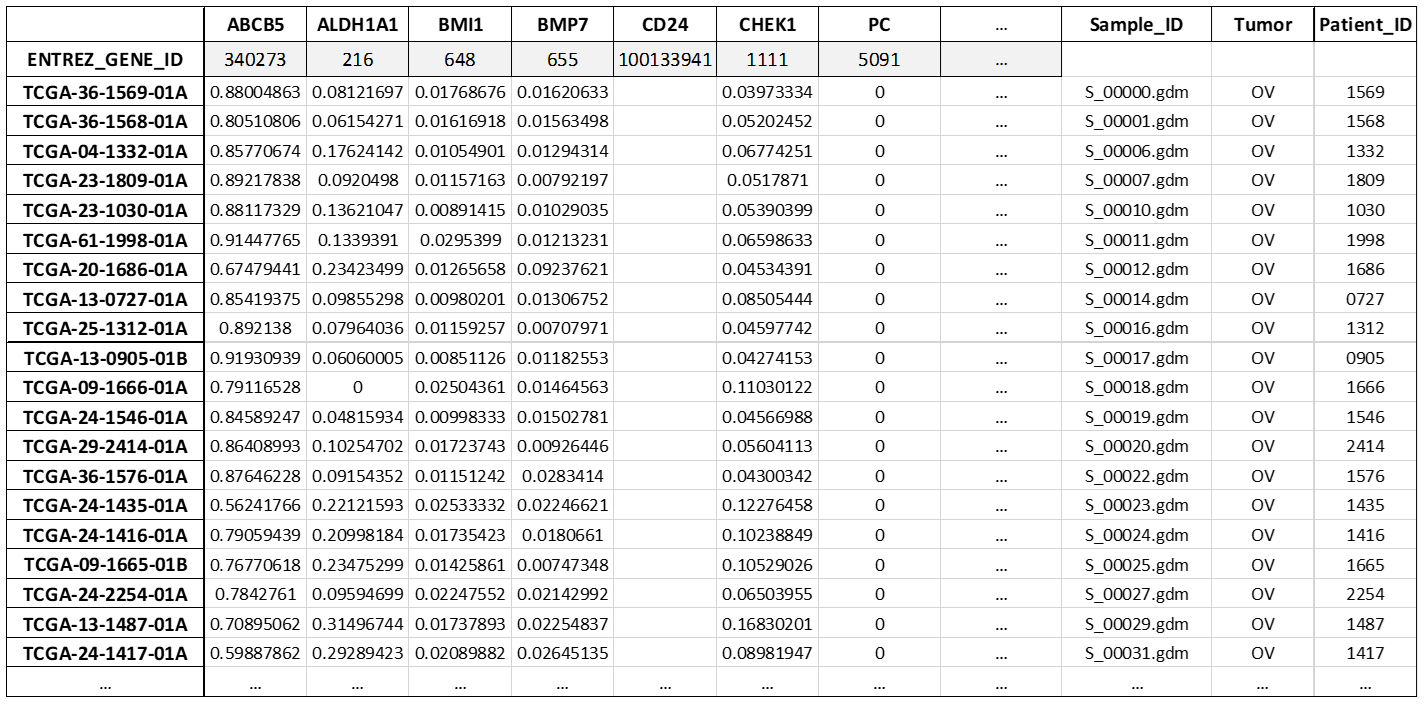 ABCB5 ALDH1A1 BMI1 BMP7 CD24 CHEK1 PC ... Sample_ID Tumor Patient_ID
ENTREZ_GENE_ID 340273 216 648 655 100133941 1111 5091 ...
TCGA-36-1569-01A 0.88004863 0.08121697 0.01768676 0.01620633 0.03973334 0 ... S_00000.gdm OV 1569
TCGA-36-1568-01A 0.80510806 0.06154271 0.01616918 0.01563498 0.05202452 0 ... S_00001.gdm OV 1568
TCGA-04-1332-01A 0.85770674 0.17624142 0.01054901 0.01294314 0.06774251 0 ... S_00006.gdm OV 1332
TCGA-23-1809-01A 0.89217838 0.0920498 0.01157163 0.00792197 0.0517871 0 ... S_00007.gdm OV 1809
TCGA-23-1030-01A 0.88117329 0.13621047 0.00891415 0.01029035 0.05390399 0 ... S_00010.gdm OV 1030
TCGA-61-1998-01A 0.91447765 0.1339391 0.0295399 0.01213231 0.06598633 0 ... S_00011.gdm OV 1998
TCGA-20-1686-01A 0.67479441 0.23423499 0.01265658 0.09237621 0.04534391 0 ... S_00012.gdm OV 1686
TCGA-13-0727-01A 0.85419375 0.09855298 0.00980201 0.01306752 0.08505444 0 ... S_00014.gdm OV 0727
TCGA-25-1312-01A 0.892138 0.07964036 0.01159257 0.00707971 0.04597742 0 ... S_00016.gdm OV 1312
TCGA-13-0905-01B 0.91930939 0.06060005 0.00851126 0.01182553 0.04274153 0 ... S_00017.gdm OV 0905
TCGA-09-1666-01A 0.79116528 0 0.02504361 0.01464563 0.11030122 0 ... S_00018.gdm OV 1666
TCGA-24-1546-01A 0.84589247 0.04815934 0.00998333 0.01502781 0.04566988 0 ... S_00019.gdm OV 1546
TCGA-29-2414-01A 0.86408993 0.10254702 0.01723743 0.00926446 0.05604113 0 ... S_00020.gdm OV 2414
TCGA-36-1576-01A 0.87646228 0.09154352 0.01151242 0.0283414 0.04300342 0 ... S_00022.gdm OV 1576
TCGA-24-1435-01A 0.56241766 0.22121593 0.02533332 0.02246621 0.12276458 0 ... S_00023.gdm OV 1435
TCGA-24-1416-01A 0.79059439 0.20998184 0.01735423 0.0180661 0.10238849 0 ... S_00024.gdm OV 1416
TCGA-09-1665-01B 0.76770618 0.23475299 0.01425861 0.00747348 0.10529026 0 ... S_00025.gdm OV 1665
TCGA-24-2254-01A 0.7842761 0.09594699 0.02247552 0.02142992 0.06503955 0 ... S_00027.gdm OV 2254
TCGA-13-1487-01A 0.70895062 0.31496744 0.01737893 0.02254837 0.16830201 0 ... S_00029.gdm OV 1487
TCGA-24-1417-01A 0.59887862 0.29289423 0.02089882 0.02645135 0.08981947 0 ... S_00031.gdm OV 1417
... ... ... ... ... ... ... ... ... ... ... ...